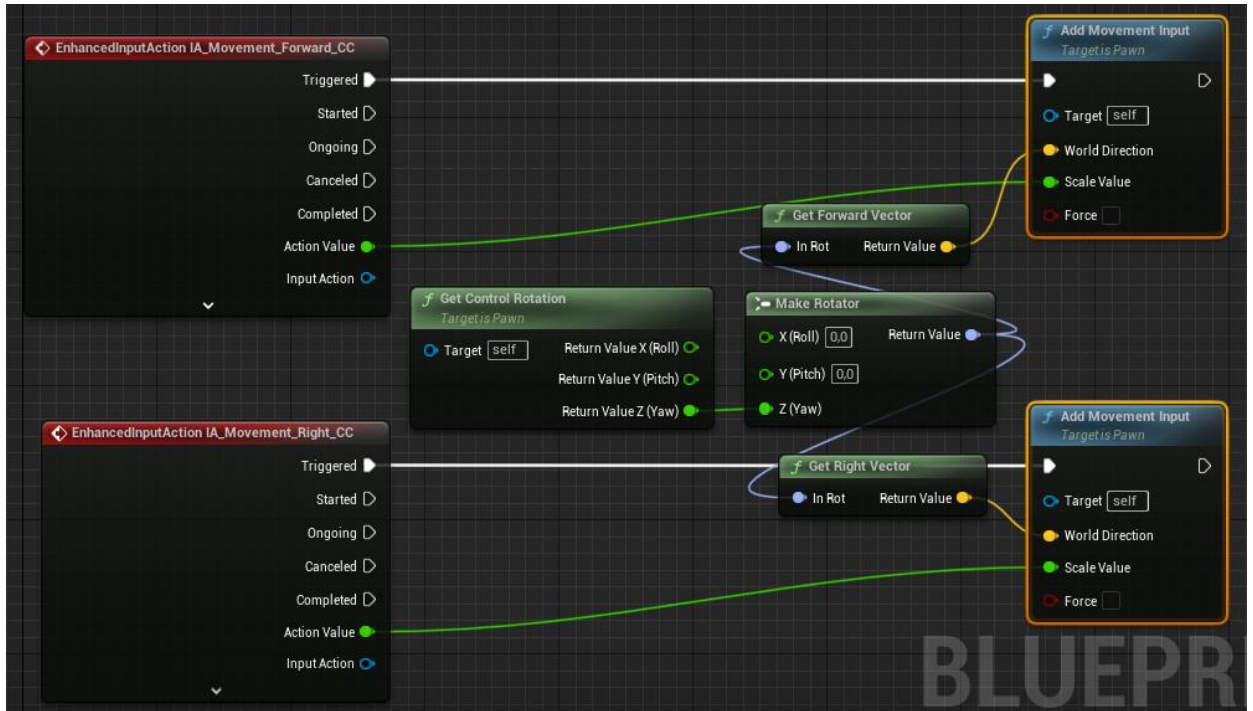 EnhancedInputAction IA_Movement_Forward_CC
Triggered
Started
Ongoing
Canceled
Completed
Action Value
Input Action
Add Movement Input
Target is Pawn
Target self
World Direction
Scale Value
Force
Get Forward Vector
In Rot Return Value
Get Control Rotation
Target is Pawn
Target self Return Value X (Roll)
Return Value Y (Pitch)
Return Value Z (Yaw)
Make Rotator
X (Roll) 0,0 Return Value
Y (Pitch) 0,0
Z (Yaw)
EnhancedInputAction IA_Movement_Right_CC
Triggered
Started
Ongoing
Canceled
Completed
Action Value
Input Action
Get Right Vector
In Rot Return Value
Add Movement Input
Target is Pawn
Target self
World Direction
Scale Value
Force
BLUEPRI